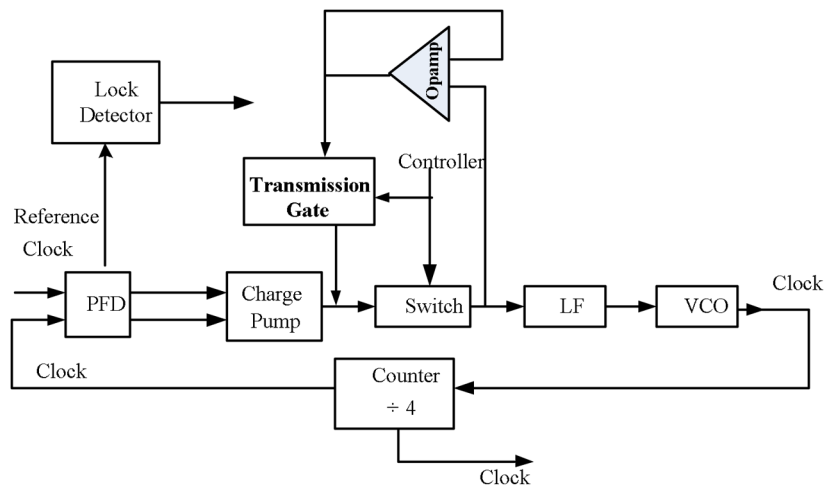 Opamp
Lock
Detector
Controller
Transmission
Gate
Reference
Clock
PFD
Charge
Pump
Switch
LF
VCO
Clock
Clock
Counter
÷ 4
Clock